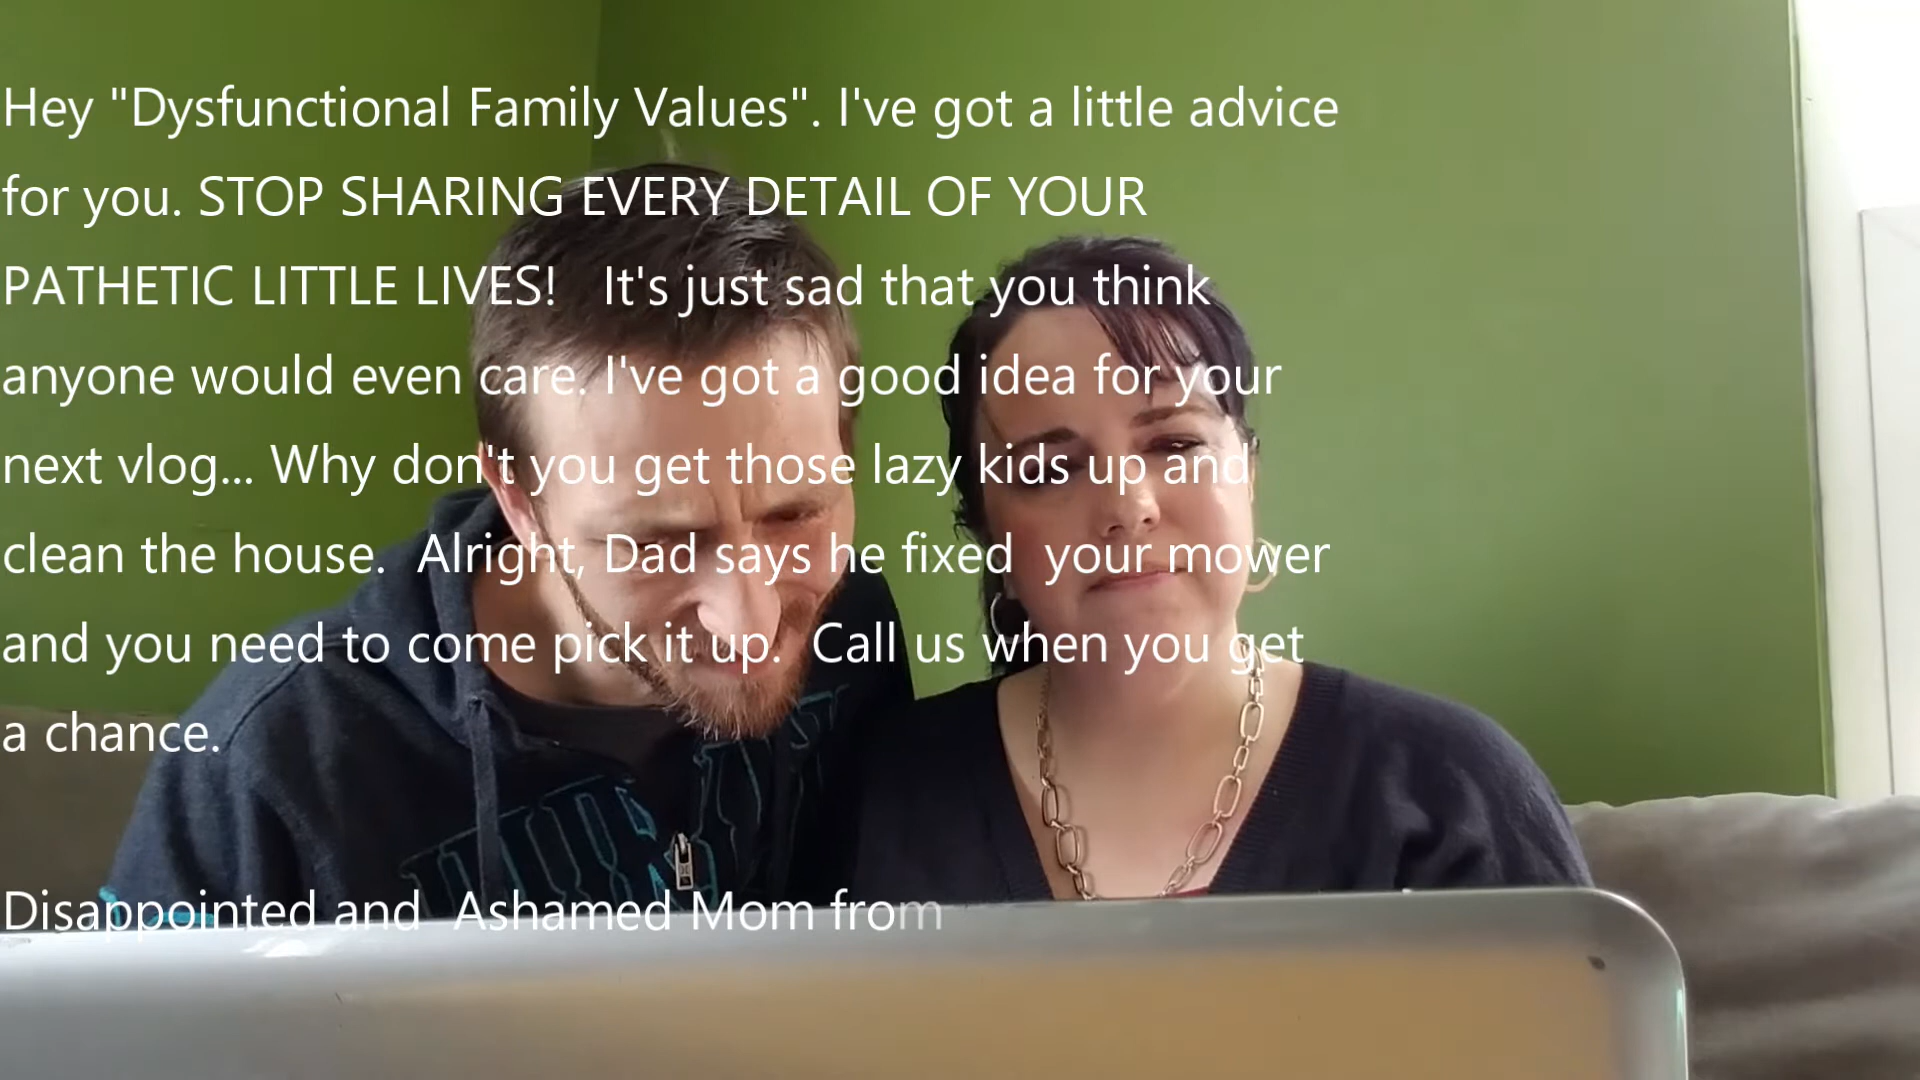 Hey "Dysfunctional Family Values". I've got a little advice
for you. STOP SHARING EVERY DETAIL OF YOUR
PATHETIC LITTLE LIVES!   It's just sad that you think
anyone would even care. I've got a good idea for your
next vlog... Why don't you get those lazy kids up and
clean the house.  Alright, Dad says he fixed  your mower
and you need to come pick it up.  Call us when you get
a chance.
Disappointed and  Ashamed Mom from